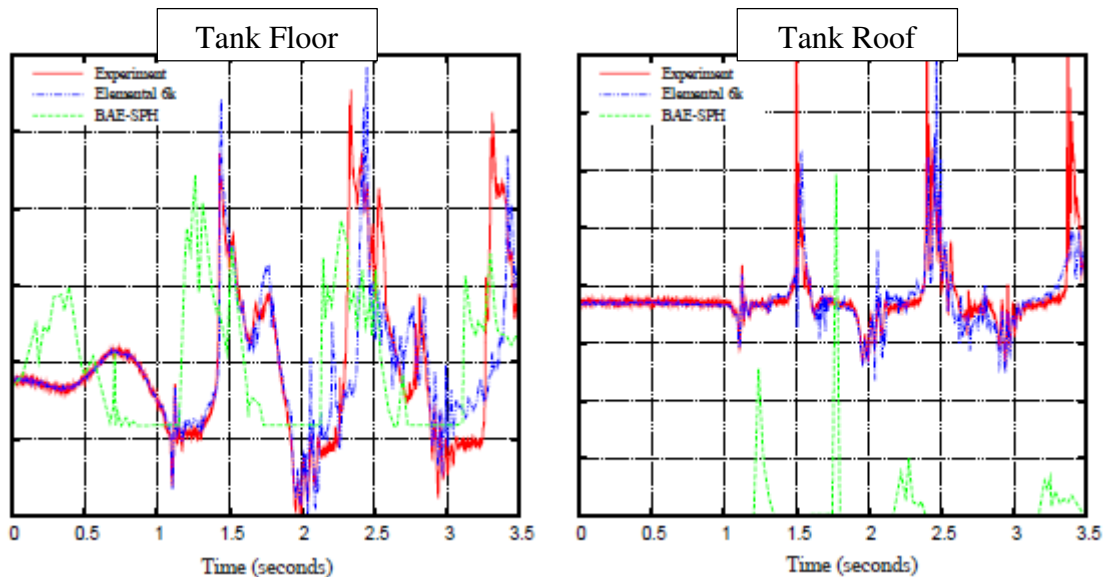 Tank Floor
Experiment
Elemental 6k
BAE-SPH
0 0.5 1 1.5 2 2.5 3 3.5
Time (seconds)
Tank Roof
Experiment
Elemental 6k
BAE-SPH
0 0.5 1 1.5 2 2.5 3 3.5
Time (seconds)